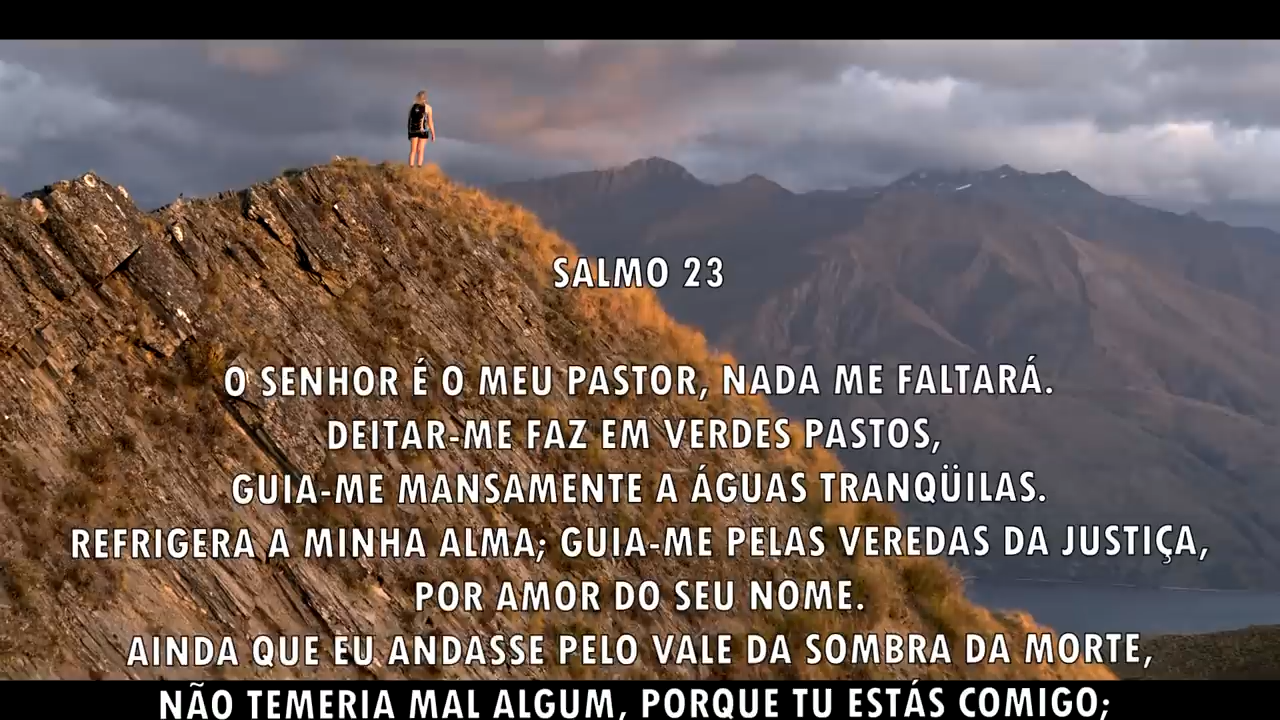 SALMO 23
O SENHOR É O MEU PASTOR, NADA ME FALTARÁ.
DEITAR-ME FAZ EM VERDES PASTOS,
GUIA-ME MANSAMENTE A ÁGUAS TRANQÜILAS.
REFRIGERA A MINHA ALMA; GUIA-ME PELAS VEREDAS DA JUSTIÇA,
POR AMOR DO SEU NOME.
AINDA QUE EU ANDASSE PELO VALE DA SOMBRA DA MORTE,
NÃO TEMERIA MAL ALGUM, PORQUE TU ESTÁS COMIGO;